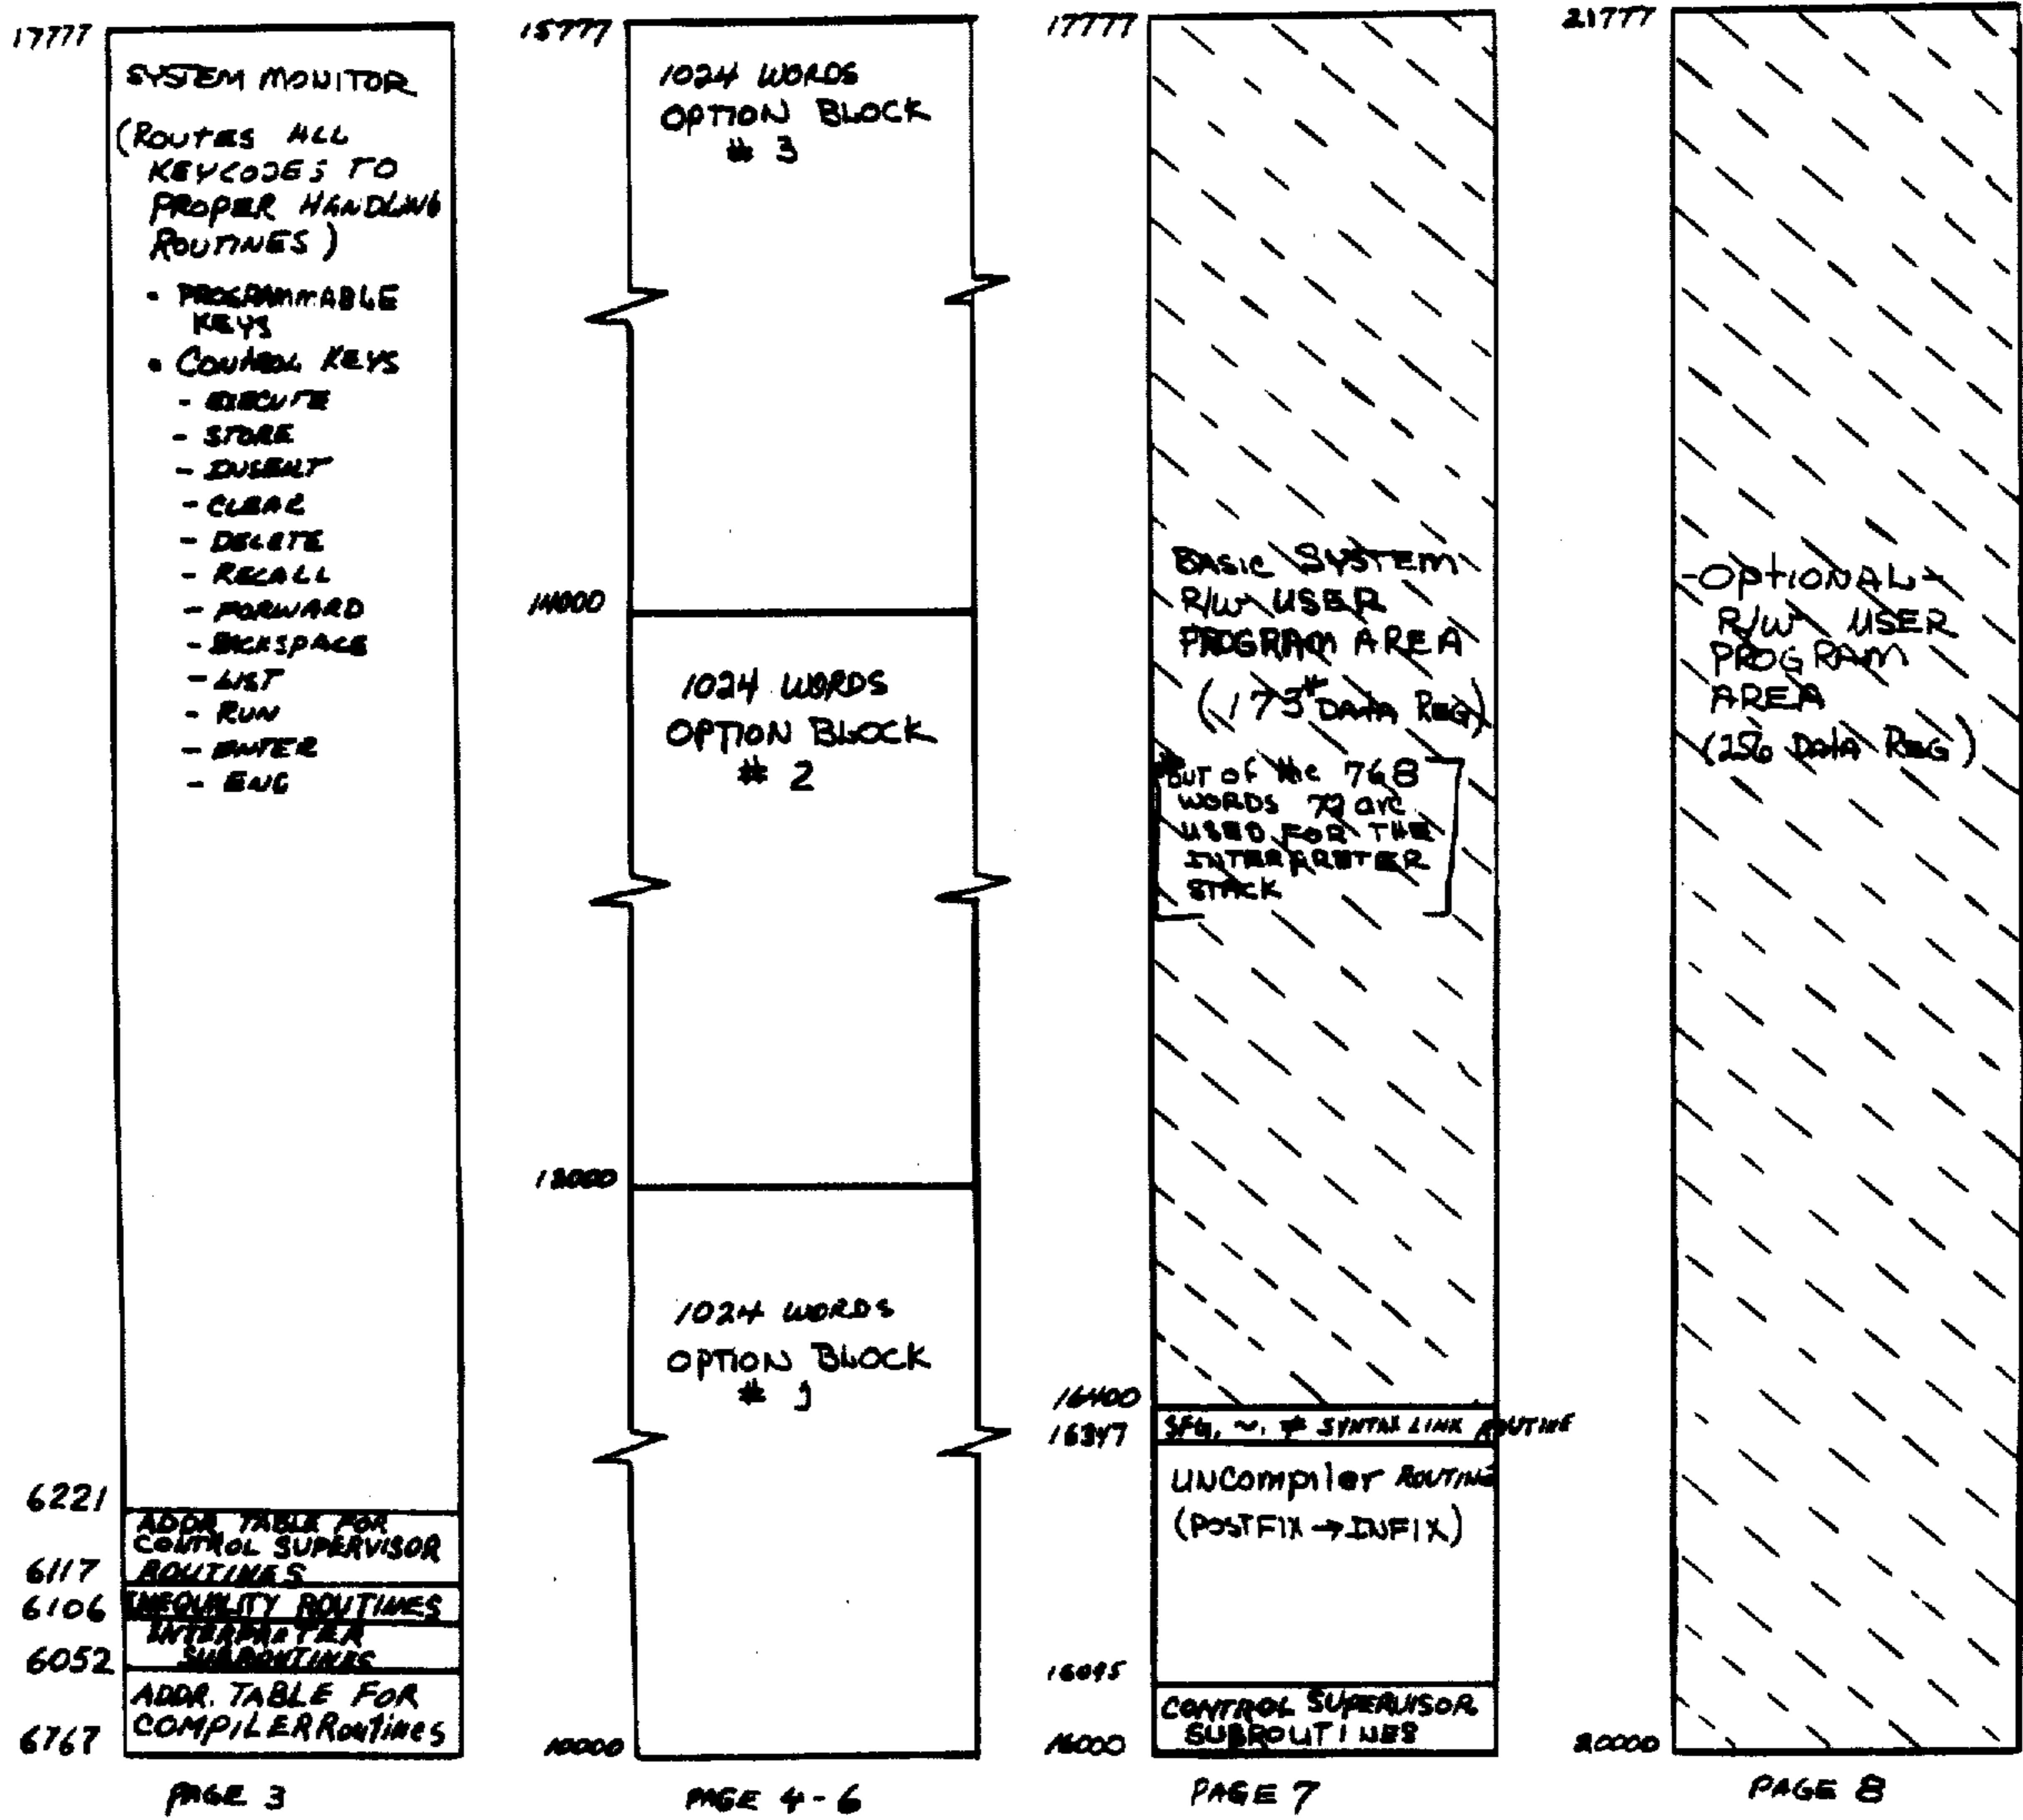 17777
SYSTEM MONITOR
(ROUTES ALL
KEYCODES TO
PROPER HANDLING
ROUTINES)
• PROGRAMMABLE
KEYS
• CONTROL KEYS
- EXECUTE
- STORE
- INSERT
- CLEAR
- DELETE
- RECALL
- FORWARD
- BACKSPACE
- LIST
- RUN
- ENTER
- END
6221
ADDR TABLE FOR
CONTROL SUPERVISOR
ROUTINES
6117
INEQUALITY ROUTINES
6106
INTERPRETER
SUBROUTINES
6052
ADDR. TABLE FOR
COMPILER Routines
6767
PAGE 3
15777
1024 WORDS
OPTION BLOCK
# 3
14000
1024 WORDS
OPTION BLOCK
# 2
12000
1024 WORDS
OPTION BLOCK
# 1
10000
PAGE 4-6
17777
BASIC SYSTEM
R/W USER
PROGRAM AREA
(173* DATA REG)
*OUT OF the 768
WORDS 72 are
USED FOR THE
INTERPRETER
STACK
16400
SFG, ~, ≠ SYNTAX LINK ROUTINE
16347
UNCompiler ROUTINE
(POSTFIX → INFIX)
16045
CONTROL SUPERVISOR
SUBROUTINES
16000
PAGE 7
21777
-OPTIONAL-
R/W USER
PROGRAM
AREA
(256 DATA REG)
20000
PAGE 8